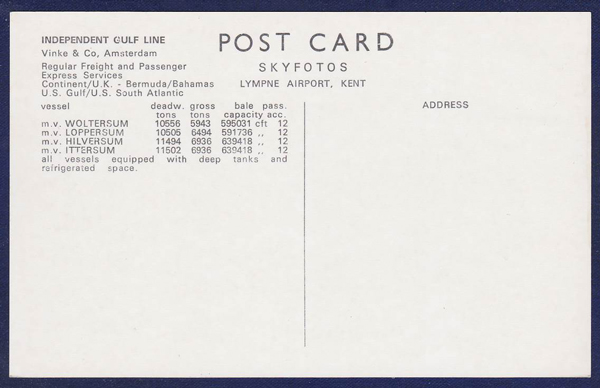 INDEPENDENT GULF LINE
Vinke & Co, Amsterdam
Regular Freight and Passenger
Express Services
Continent/U.K. - Bermuda/Bahamas
U.S. Gulf/U.S. South Atlantic
POST CARD
SKYFOTOS
LYMPNE AIRPORT, KENT
vessel deadw. gross bale pass.
tons tons capacity acc.
m.v. WOLTERSUM 10556 5943 595031 cft 12
m.v. LOPPERSUM 10505 6494 591736 ,, 12
m.v. HILVERSUM 11494 6936 639418 ,, 12
m.v. ITTERSUM 11502 6936 639418 ,, 12
all vessels equipped with deep tanks and
refrigerated space.
ADDRESS